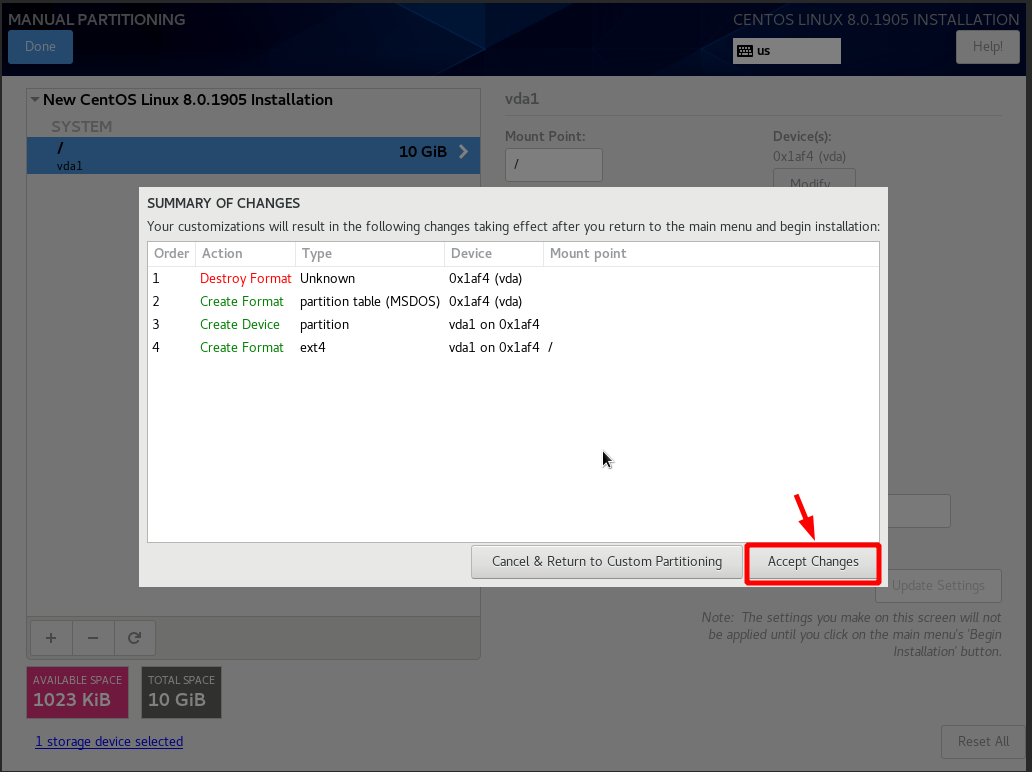 MANUAL PARTITIONING
CENTOS LINUX 8.0.1905 INSTALLATION
Done
us
Help!
New CentOS Linux 8.0.1905 Installation
SYSTEM
/
10 GiB
vda1
vda1
Mount Point:
/
Device(s):
0x1af4 (vda)
Modify...
SUMMARY OF CHANGES
Your customizations will result in the following changes taking effect after you return to the main menu and begin installation:
Order Action Type Device Mount point
1 Destroy Format Unknown 0x1af4 (vda)
2 Create Format partition table (MSDOS) 0x1af4 (vda)
3 Create Device partition vda1 on 0x1af4
4 Create Format ext4 vda1 on 0x1af4 /
Cancel & Return to Custom Partitioning
Accept Changes
Update Settings
Note: The settings you make on this screen will not
be applied until you click on the main menu's 'Begin
Installation' button.
+ −
AVAILABLE SPACE
1023 KiB
TOTAL SPACE
10 GiB
1 storage device selected
Reset All